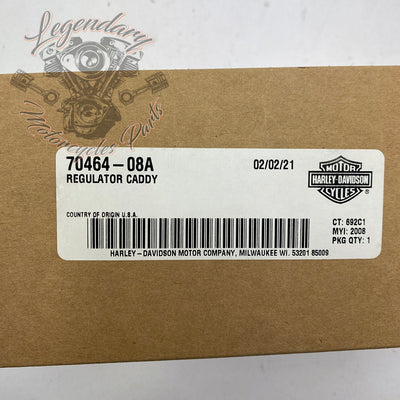 Legendary
Motorcycles Parts
70464-08A
02/02/21
REGULATOR CADDY
MOTOR
HARLEY-DAVIDSON
CYCLES
®
COUNTRY OF ORIGIN U.S.A.
CT: 692C1
MYI: 2008
PKG QTY: 1
HARLEY-DAVIDSON MOTOR COMPANY, MILWAUKEE WI. 53201 85009